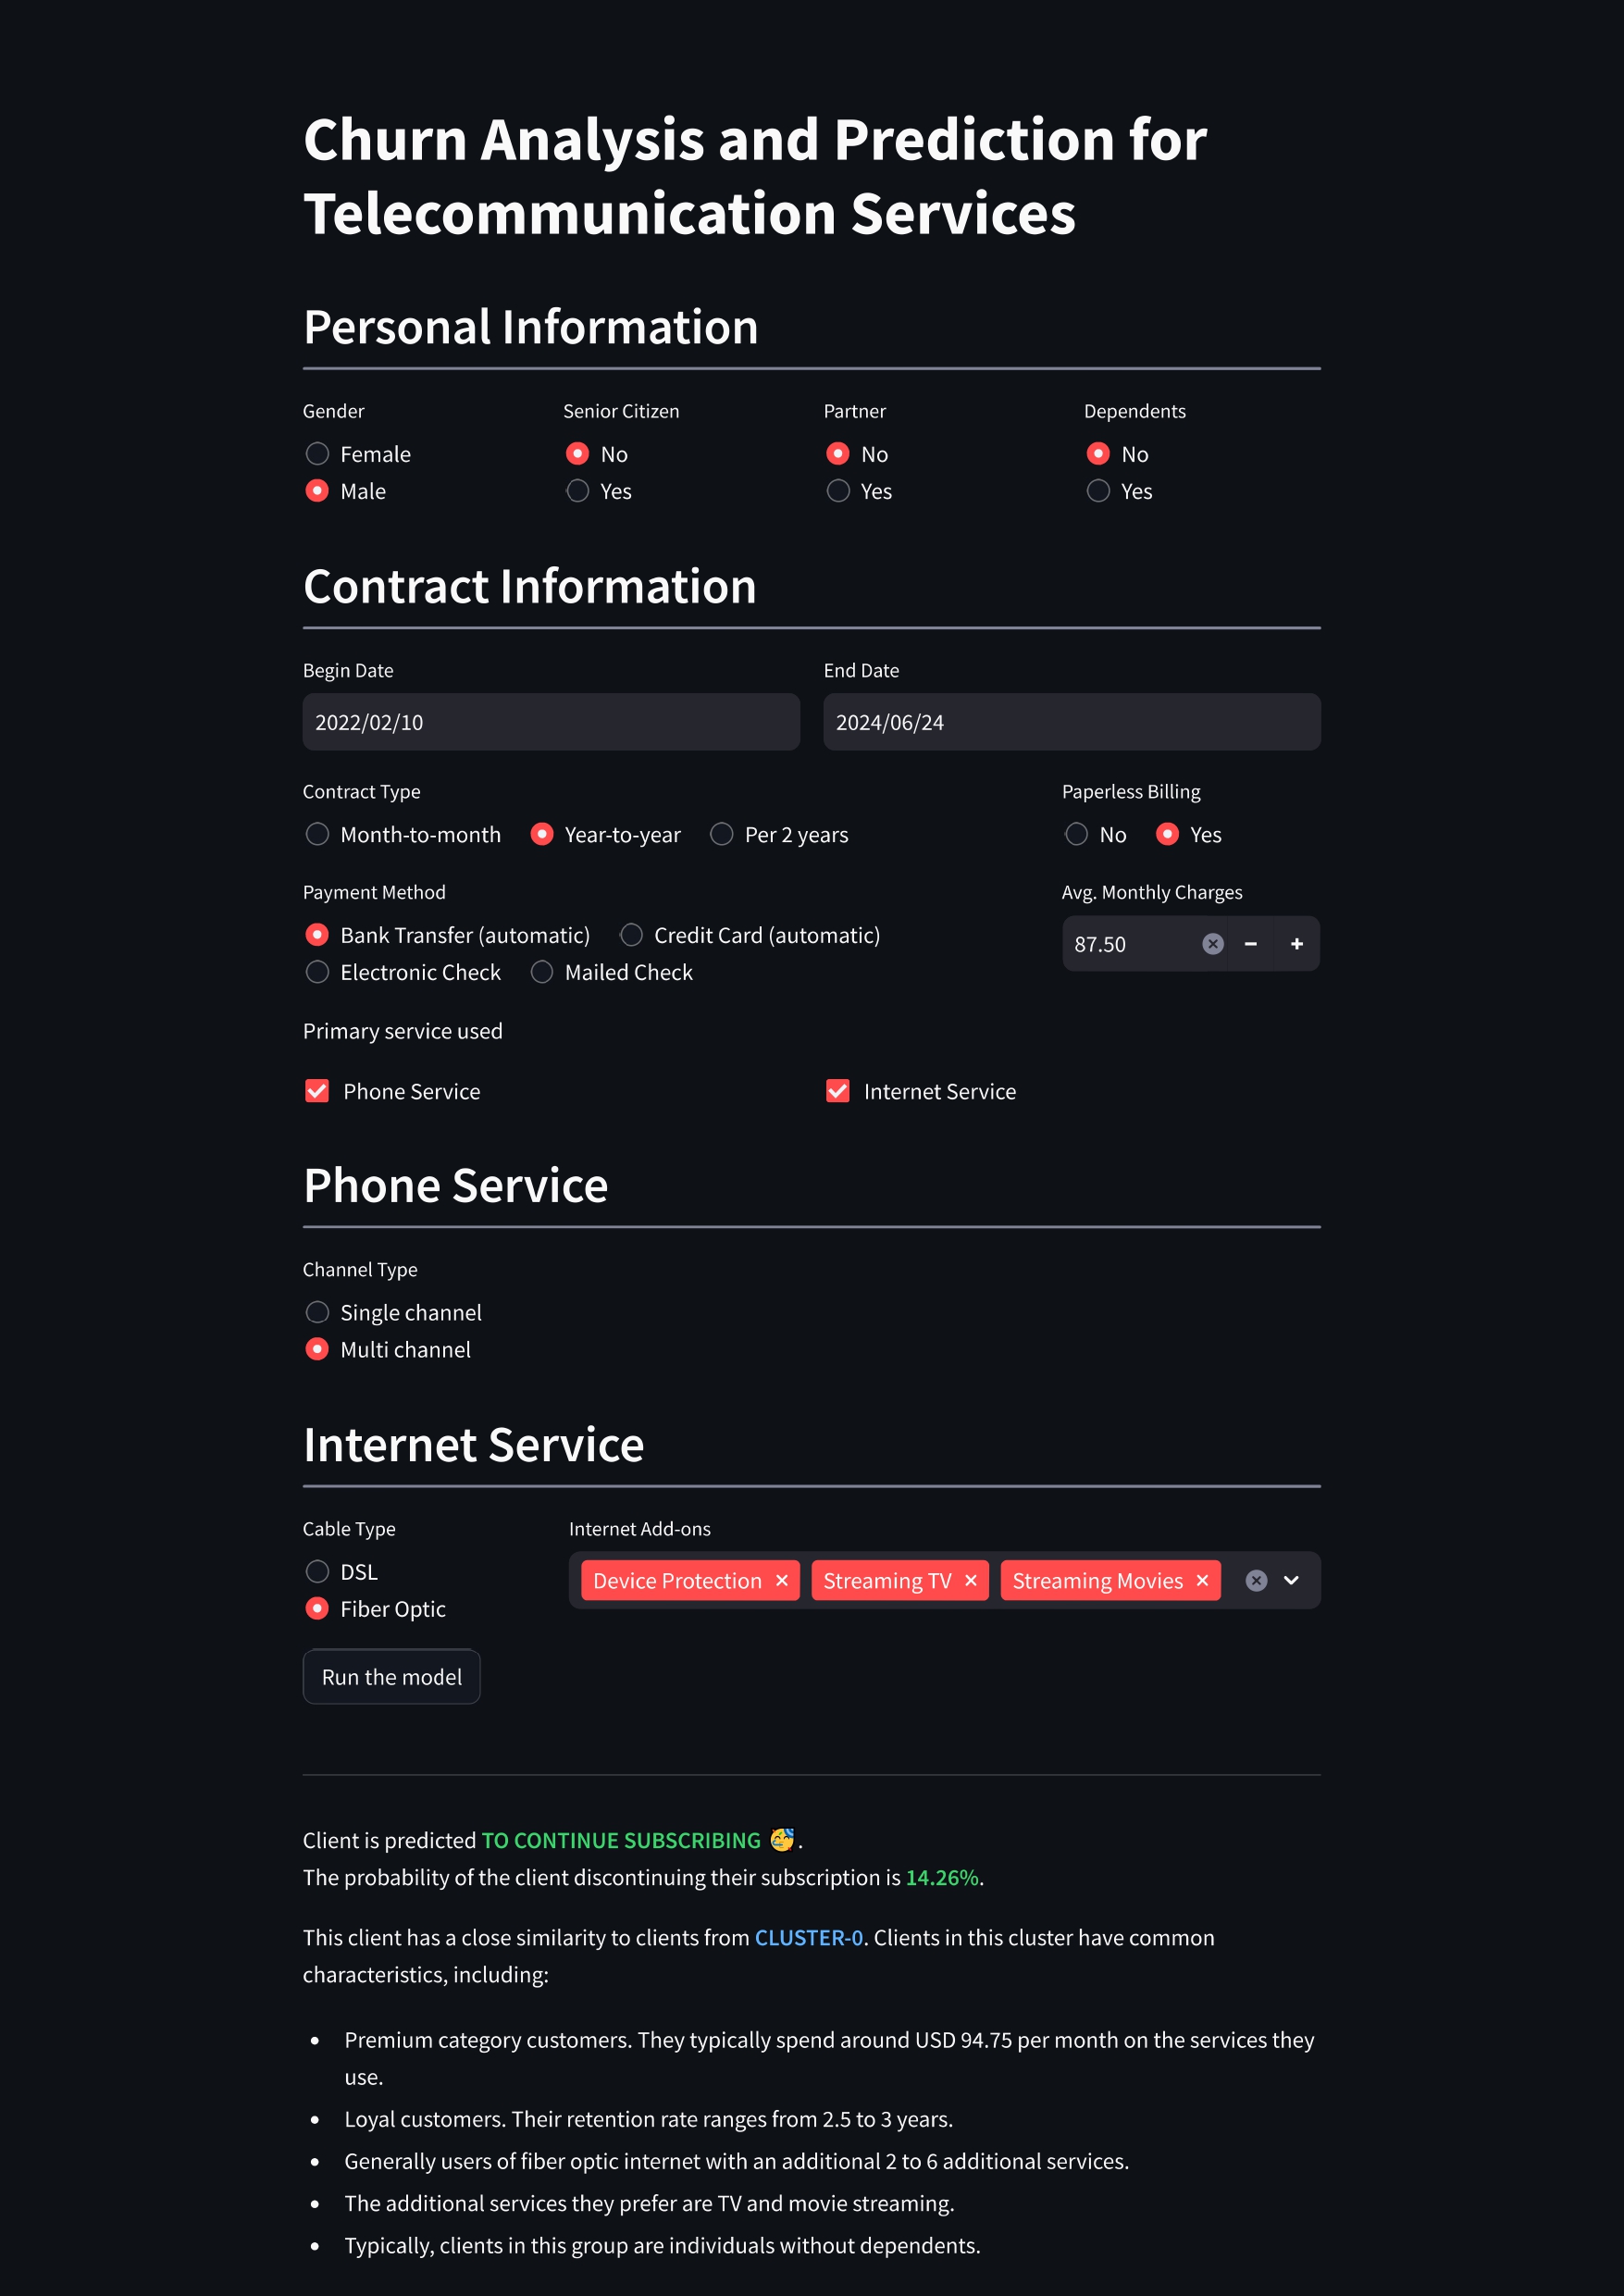 Churn Analysis and Prediction for
Telecommunication Services
Personal Information
Gender Senior Citizen Partner Dependents
Female No No No
Male Yes Yes Yes
Contract Information
Begin Date End Date
2022/02/10 2024/06/24
Contract Type Paperless Billing
Month-to-month Year-to-year Per 2 years No Yes
Payment Method Avg. Monthly Charges
Bank Transfer (automatic) Credit Card (automatic) 87.50
Electronic Check Mailed Check
Primary service used
Phone Service Internet Service
Phone Service
Channel Type
Single channel
Multi channel
Internet Service
Cable Type Internet Add-ons
DSL Device Protection Streaming TV Streaming Movies
Fiber Optic
Run the model
Client is predicted TO CONTINUE SUBSCRIBING 🥳.
The probability of the client discontinuing their subscription is 14.26%.
This client has a close similarity to clients from CLUSTER-0. Clients in this cluster have common
characteristics, including:
• Premium category customers. They typically spend around USD 94.75 per month on the services they
use.
• Loyal customers. Their retention rate ranges from 2.5 to 3 years.
• Generally users of fiber optic internet with an additional 2 to 6 additional services.
• The additional services they prefer are TV and movie streaming.
• Typically, clients in this group are individuals without dependents.